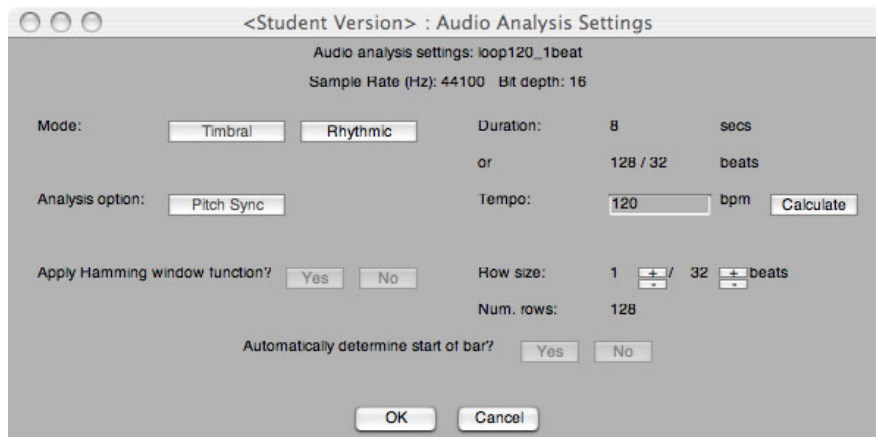 <Student Version> : Audio Analysis Settings
Audio analysis settings: loop120_1beat
Sample Rate (Hz): 44100 Bit depth: 16
Mode: Timbral Rhythmic Duration: 8 secs
or 128 / 32 beats
Analysis option: Pitch Sync Tempo: 120 bpm Calculate
Apply Hamming window function? Yes No Row size: 1 + - / 32 + - beats
Num. rows: 128
Automatically determine start of bar? Yes No
OK Cancel